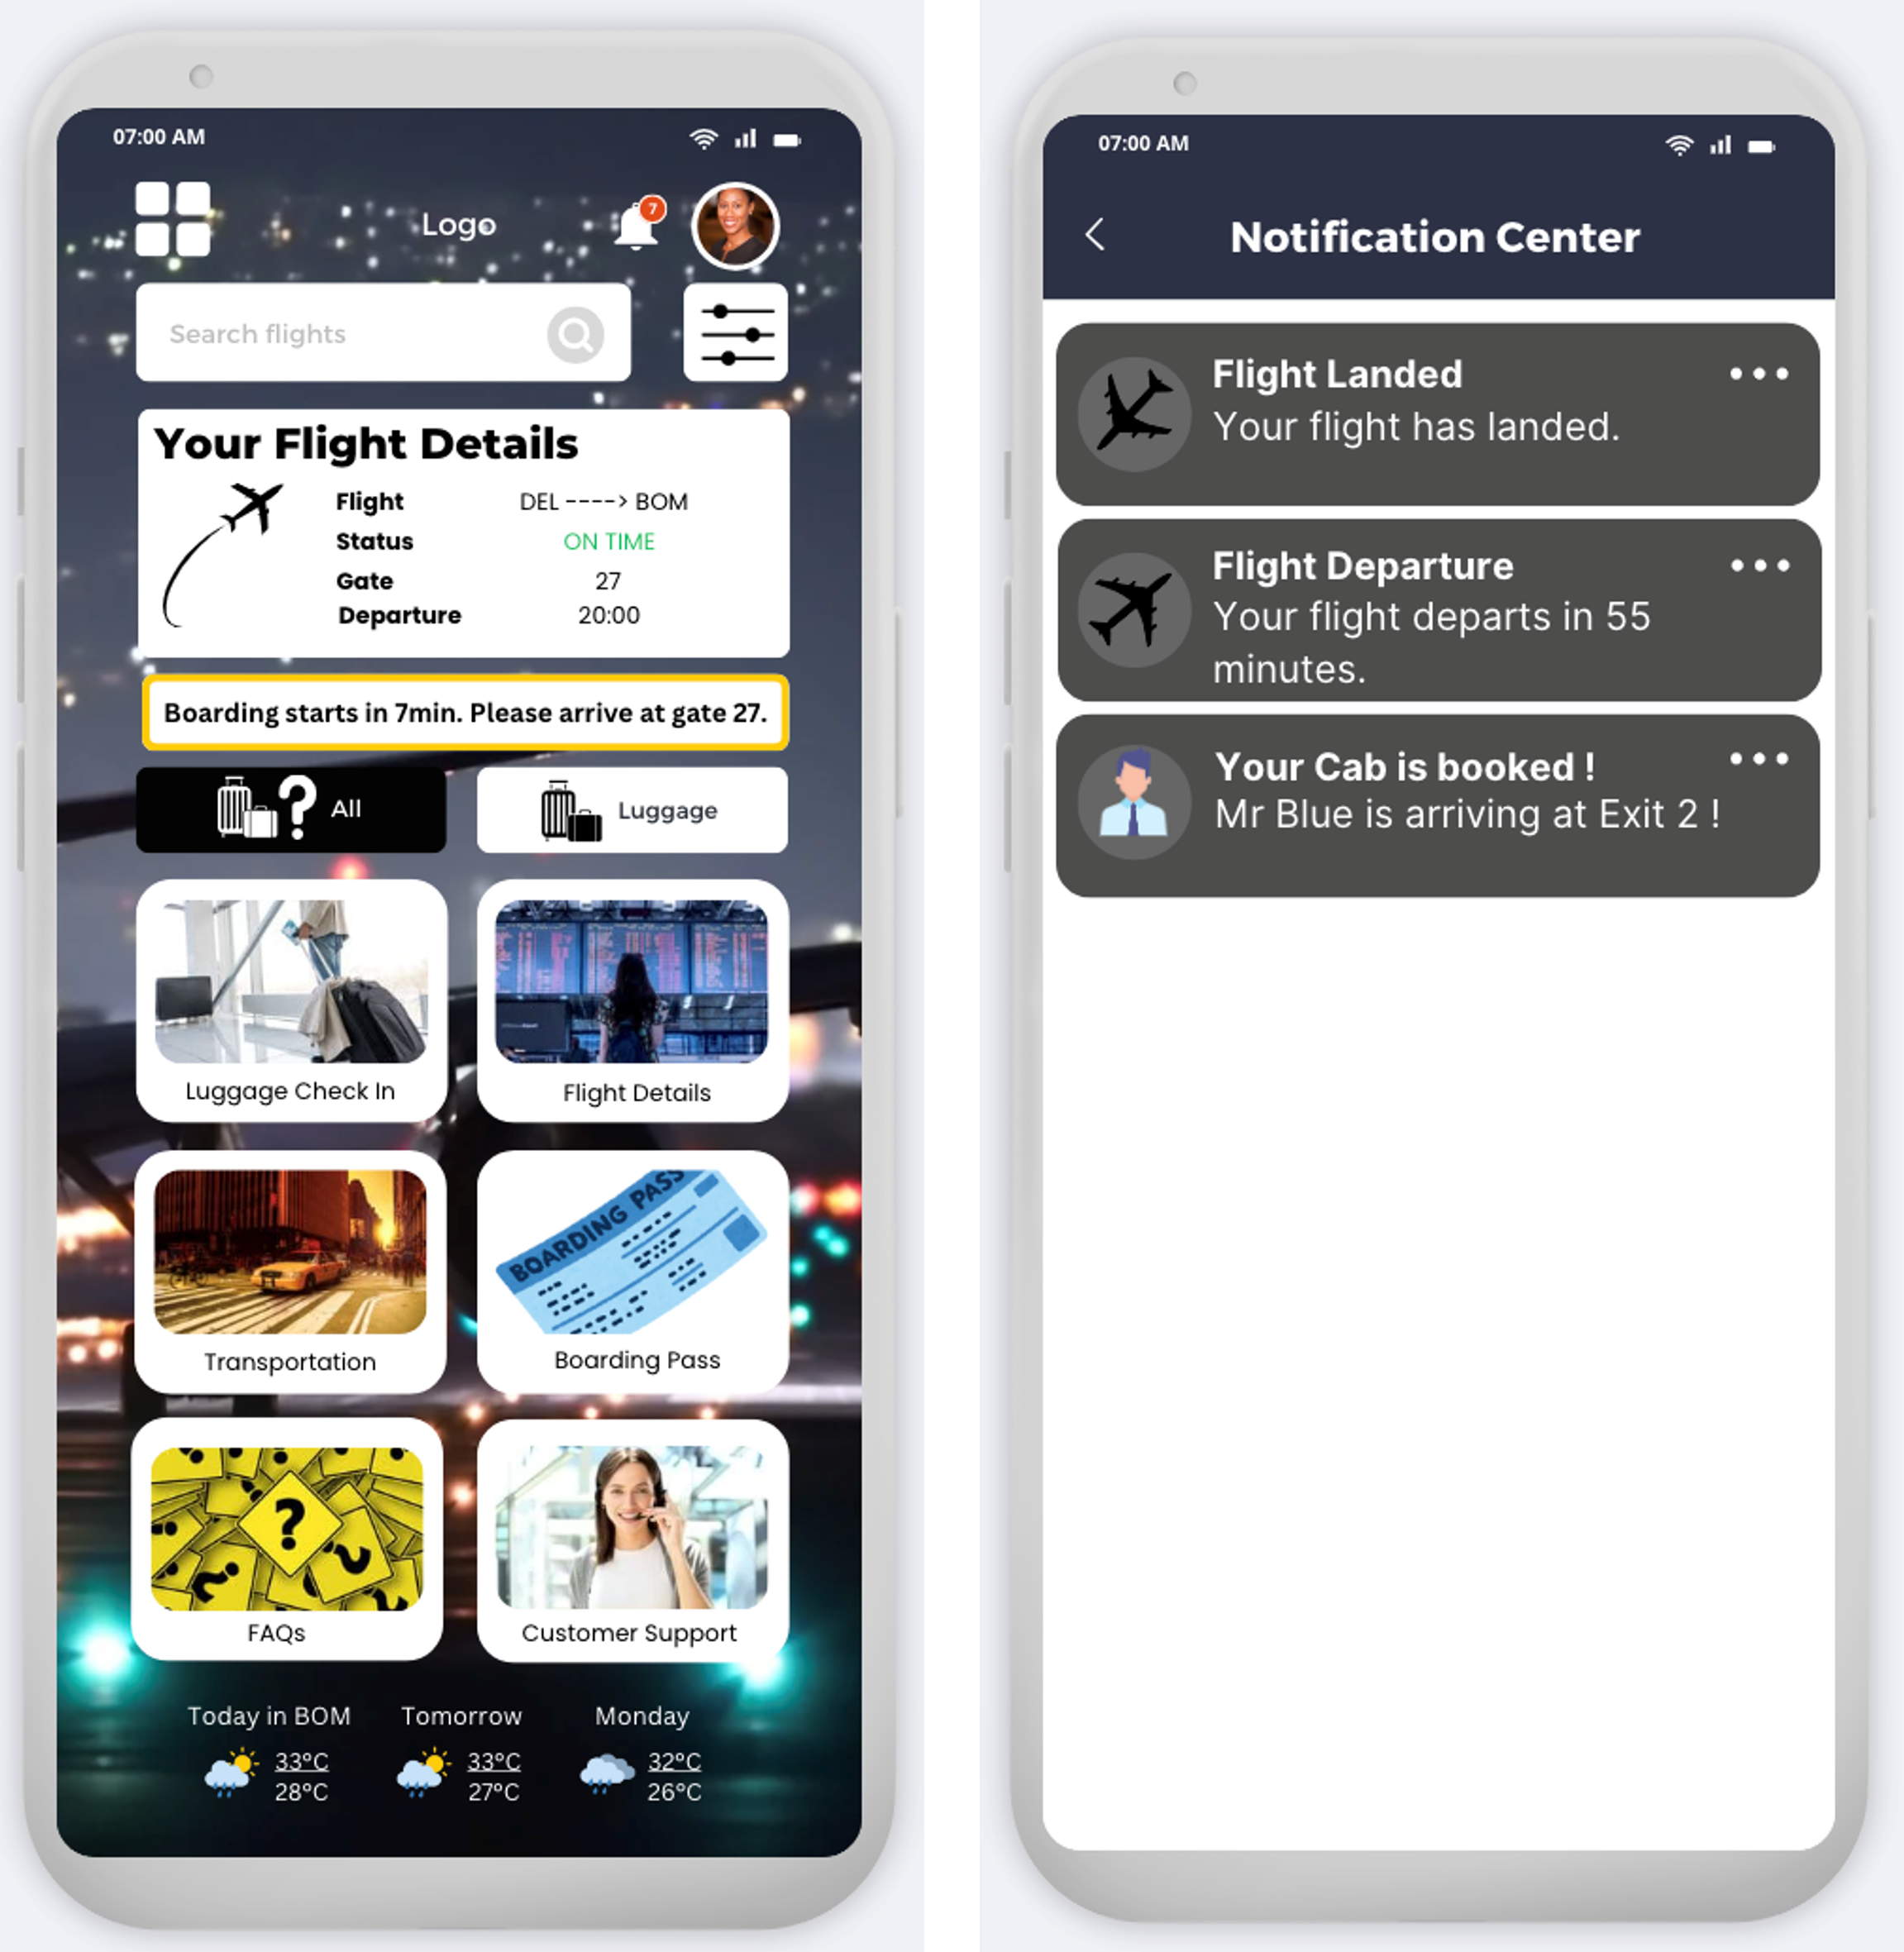 07:00 AM
Logo
7
Search flights
Your Flight Details
Flight DEL ----> BOM
Status ON TIME
Gate 27
Departure 20:00
Boarding starts in 7min. Please arrive at gate 27.
All
Luggage
Luggage Check In
Flight Details
Transportation
BOARDING PASS
Boarding Pass
?
FAQs
Customer Support
Today in BOM Tomorrow Monday
33°C 33°C 32°C
28°C 27°C 26°C
07:00 AM
Notification Center
Flight Landed
Your flight has landed.
Flight Departure
Your flight departs in 55
minutes.
Your Cab is booked !
Mr Blue is arriving at Exit 2 !